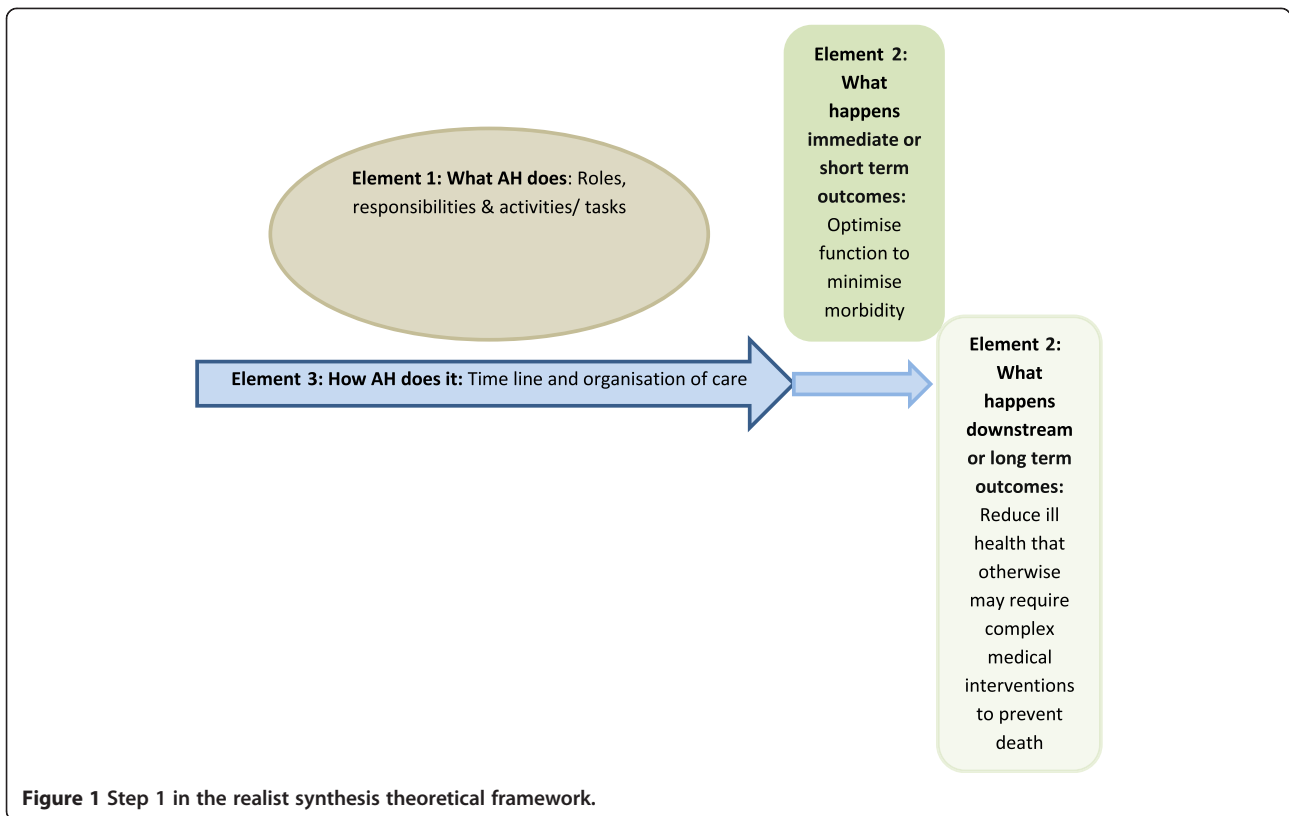 Element 1: What AH does: Roles,
responsibilities & activities/ tasks
Element 2:
What
happens
immediate or
short term
outcomes:
Optimise
function to
minimise
morbidity
Element 3: How AH does it: Time line and organisation of care
Element 2:
What
happens
downstream
or long term
outcomes:
Reduce ill
health that
otherwise
may require
complex
medical
interventions
to prevent
death
Figure 1 Step 1 in the realist synthesis theoretical framework.